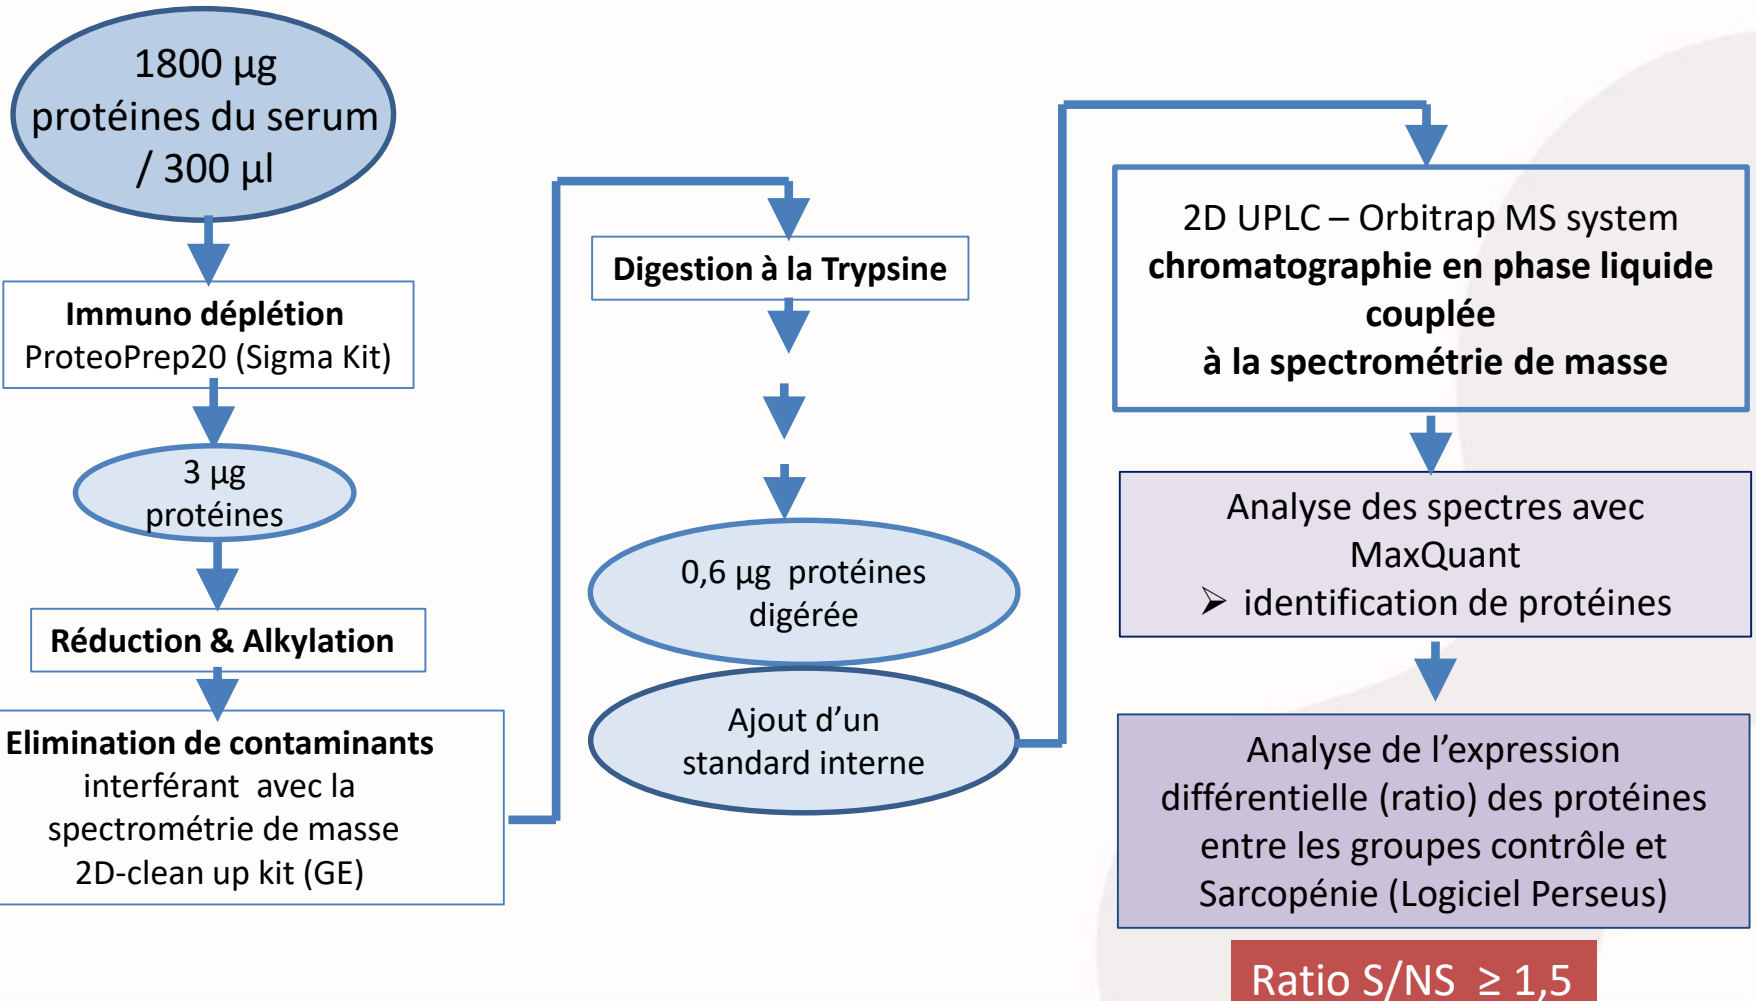 1800 µg
protéines du serum
/ 300 µl
Immuno déplétion
ProteoPrep20 (Sigma Kit)
3 µg
protéines
Réduction & Alkylation
Elimination de contaminants
interférant  avec la
spectrométrie de masse
2D-clean up kit (GE)
Digestion à la Trypsine
0,6 µg  protéines
digérée
Ajout d’un
standard interne
2D UPLC – Orbitrap MS system
chromatographie en phase liquide
couplée
à la spectrométrie de masse
Analyse des spectres avec
MaxQuant
➢ identification de protéines
Analyse de l’expression
différentielle (ratio) des protéines
entre les groupes contrôle et
Sarcopénie (Logiciel Perseus)
Ratio S/NS  ≥ 1,5